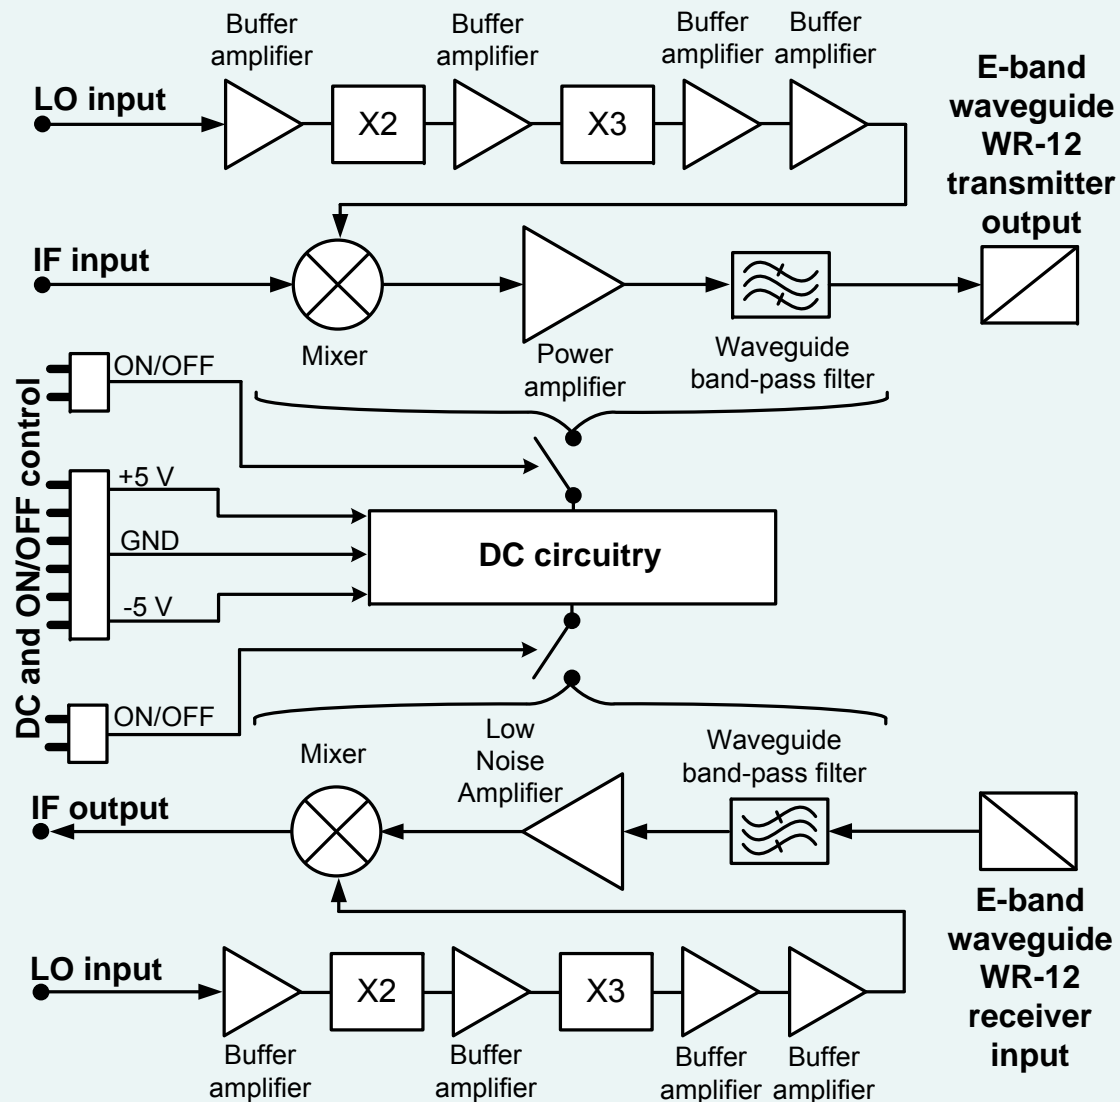 Buffer
amplifier
Buffer
amplifier
Buffer
amplifier
Buffer
amplifier
E-band
waveguide
WR-12
transmitter
output
LO input
X2
X3
IF input
Mixer
Power
amplifier
Waveguide
band-pass filter
DC and ON/OFF control
ON/OFF
+5 V
GND
-5 V
ON/OFF
DC circuitry
Mixer
Low
Noise
Amplifier
Waveguide
band-pass filter
IF output
E-band
waveguide
WR-12
receiver
input
LO input
X2
X3
Buffer
amplifier
Buffer
amplifier
Buffer
amplifier
Buffer
amplifier